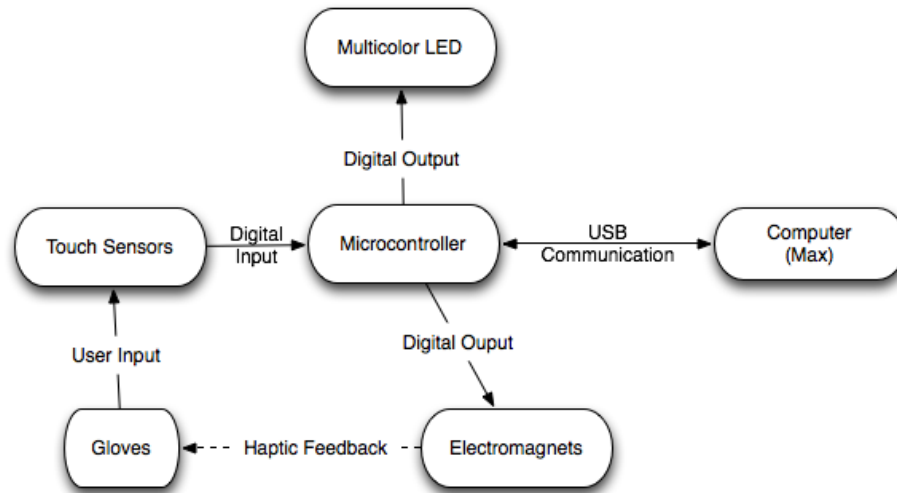 Multicolor LED
Digital Output
Touch Sensors
Digital
Input
Microcontroller
USB
Communication
Computer
(Max)
Digital Ouput
User Input
Gloves
Haptic Feedback
Electromagnets